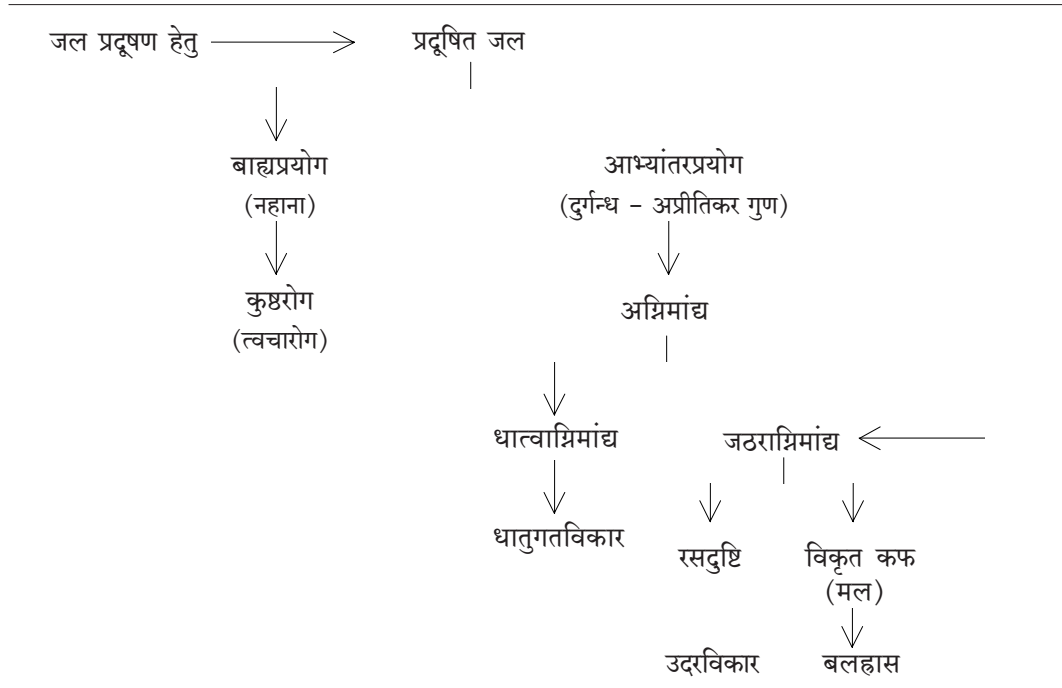 जल प्रदूषण हेतु प्रदूषित जल
बाह्यप्रयोग आभ्यांतरप्रयोग
(नहाना) (दुर्गन्ध - अप्रीतिकर गुण)
कुष्ठरोग अग्निमांद्य
(त्वचारोग)
धात्वाग्निमांद्य जठराग्निमांद्य
धातुगतविकार रसदुष्टि विकृत कफ
(मल)
उदरविकार बलह्रास